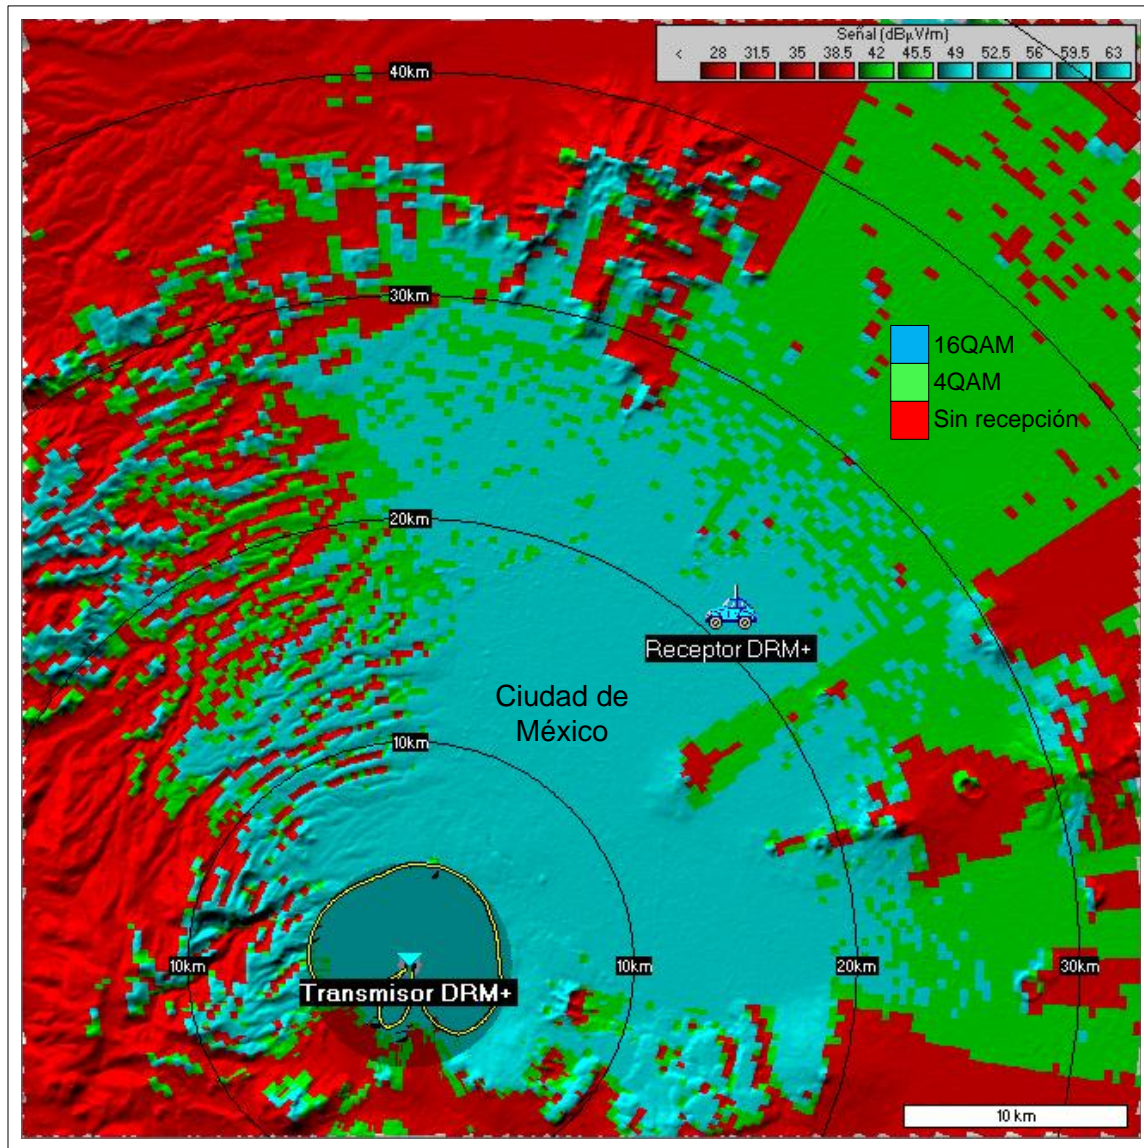 Señal (dBµV/m)
< 28 31.5 35 38.5 42 45.5 49 52.5 56 59.5 63
40km
30km
16QAM
4QAM
Sin recepción
20km
Receptor DRM+
Ciudad de
México
10km
10km
10km
20km
30km
Transmisor DRM+
10 km